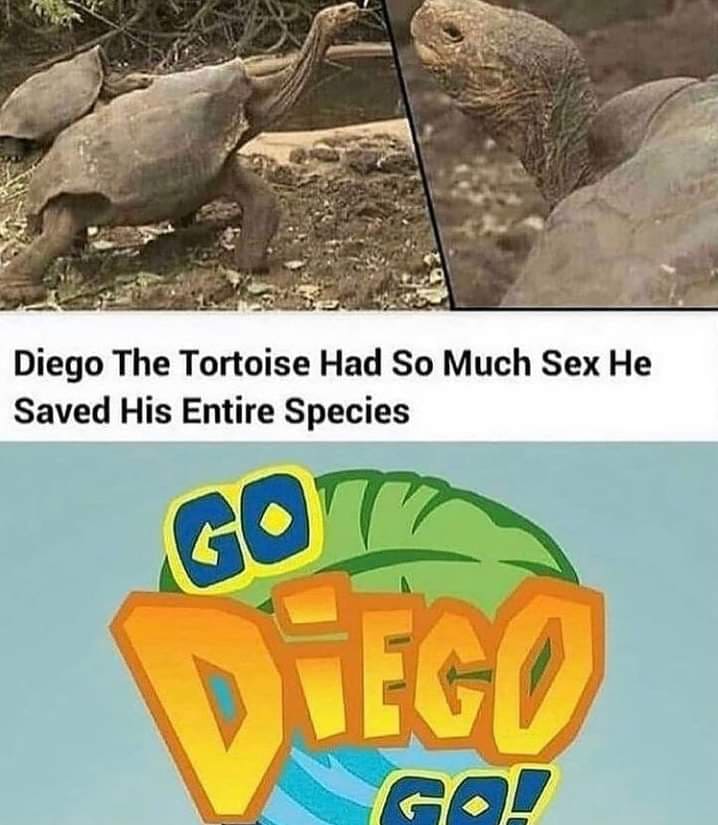 Diego The Tortoise Had So Much Sex He
Saved His Entire Species
GO
DiEGO
GO!